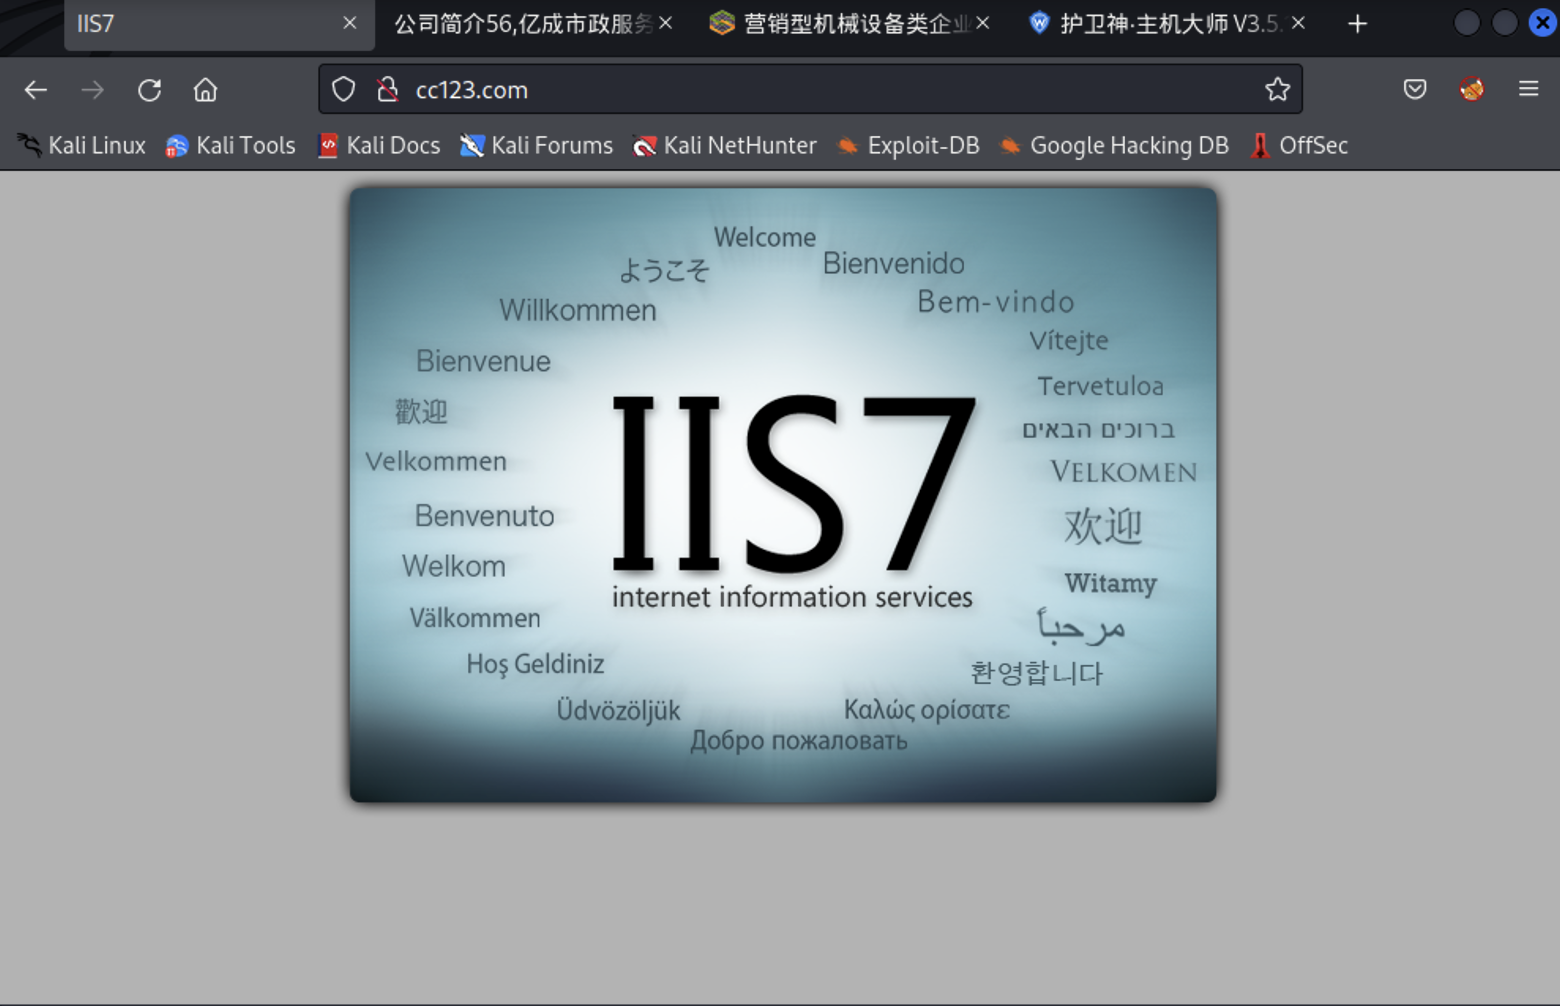 IIS7
公司简介56,亿成市政服务
营销型机械设备类企业
护卫神·主机大师 V3.5.
cc123.com
Kali Linux Kali Tools Kali Docs Kali Forums Kali NetHunter Exploit-DB Google Hacking DB OffSec
Welcome
ようこそ
Bienvenido
Willkommen
Bem-vindo
Vítejte
Bienvenue
Tervetuloa
歡迎
ברוכים הבאים
Velkommen
VELKOMEN
Benvenuto
欢迎
Welkom
Witamy
Välkommen
مرحباً
Hoş Geldiniz
환영합니다
Üdvözöljük
Καλώς ορίσατε
Добро пожаловать
IIS7
internet information services